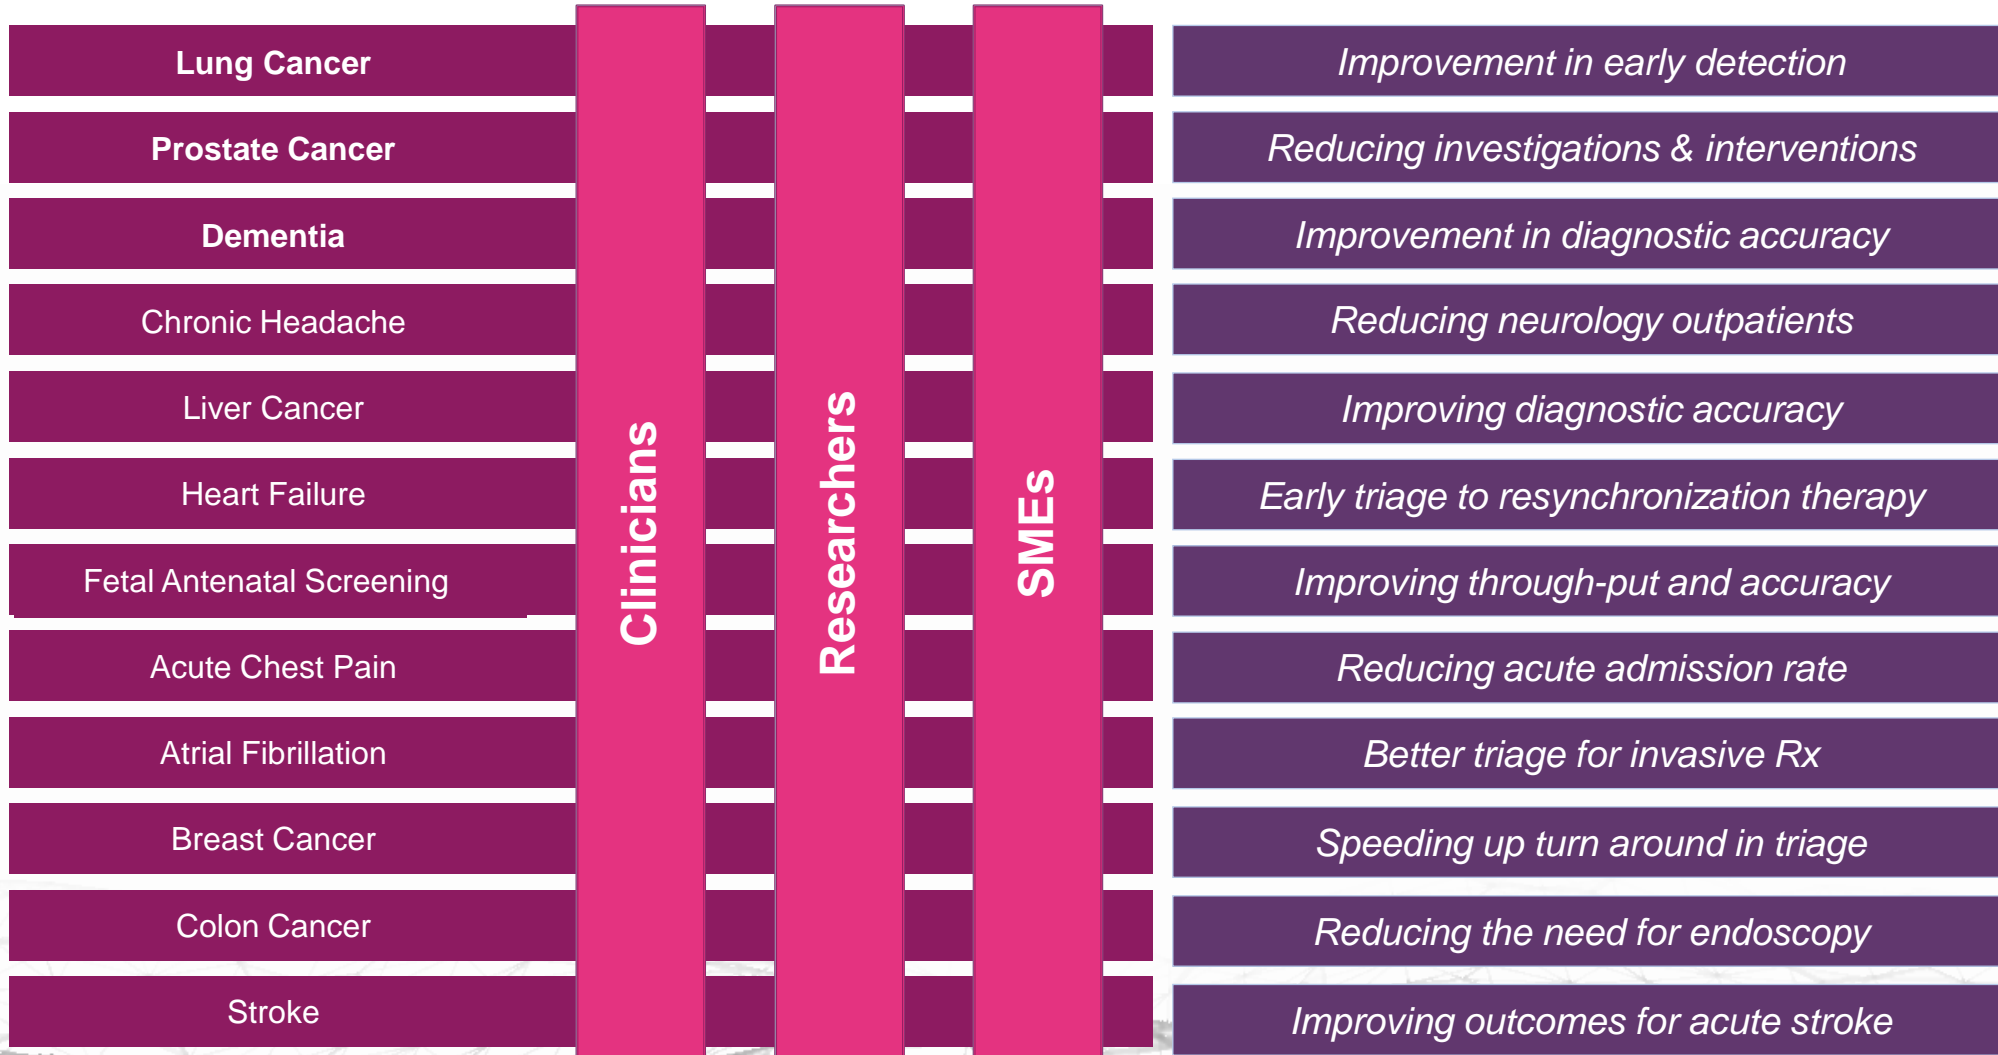 Lung Cancer
Improvement in early detection
Prostate Cancer
Reducing investigations & interventions
Dementia
Improvement in diagnostic accuracy
Chronic Headache
Reducing neurology outpatients
Liver Cancer
Improving diagnostic accuracy
Heart Failure
Early triage to resynchronization therapy
Fetal Antenatal Screening
Improving through-put and accuracy
Acute Chest Pain
Reducing acute admission rate
Atrial Fibrillation
Better triage for invasive Rx
Breast Cancer
Speeding up turn around in triage
Colon Cancer
Reducing the need for endoscopy
Stroke
Improving outcomes for acute stroke
Clinicians
Researchers
SMEs